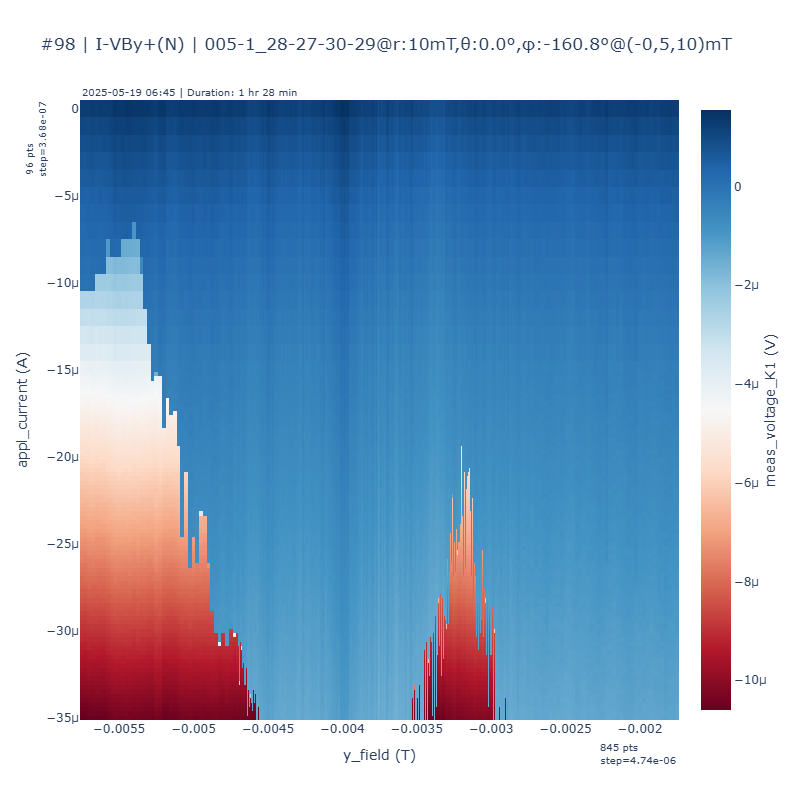 #98 | I-VBy+(N) | 005-1_28-27-30-29@r:10mT,θ:0.0º,φ:-160.8º@(-0,5,10)mT
2025-05-19 06:45 | Duration: 1 hr 28 min
96 pts
step=3.68e-07
appl_current (A)
0
−5μ
−10μ
−15μ
−20μ
−25μ
−30μ
−35μ
−0.0055
−0.005
−0.0045
−0.004
−0.0035
−0.003
−0.0025
−0.002
y_field (T)
845 pts
step=4.74e-06
0
−2μ
−4μ
−6μ
−8μ
−10μ
meas_voltage_K1 (V)